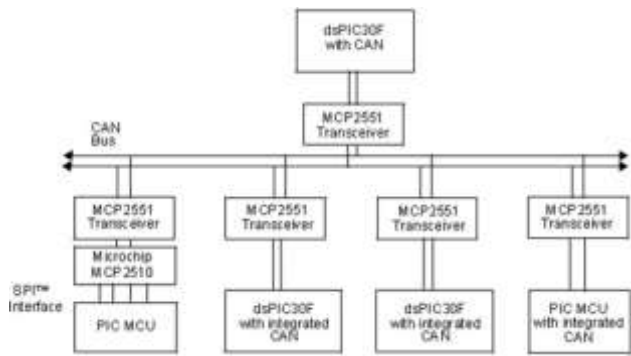 dsPIC30F
with CAN
MCP2551
Transceiver
CAN
Bus
MCP2551
Transceiver
MCP2551
Transceiver
MCP2551
Transceiver
MCP2551
Transceiver
Microchip
MCP2510
SPI™
Interface
PIC MCU
dsPIC30F
with integrated
CAN
dsPIC30F
with integrated
CAN
PIC MCU
with integrated
CAN